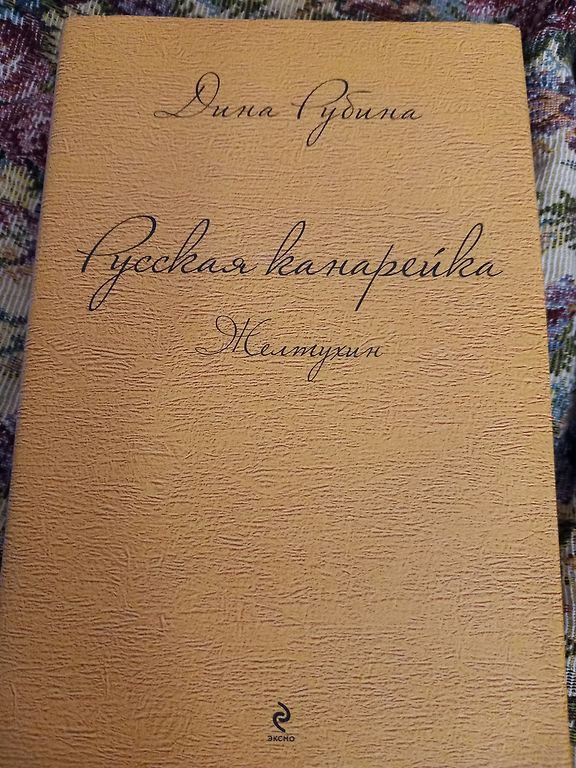 Дина Рубина
Русская канарейка
Желтухин
ЭКСМО